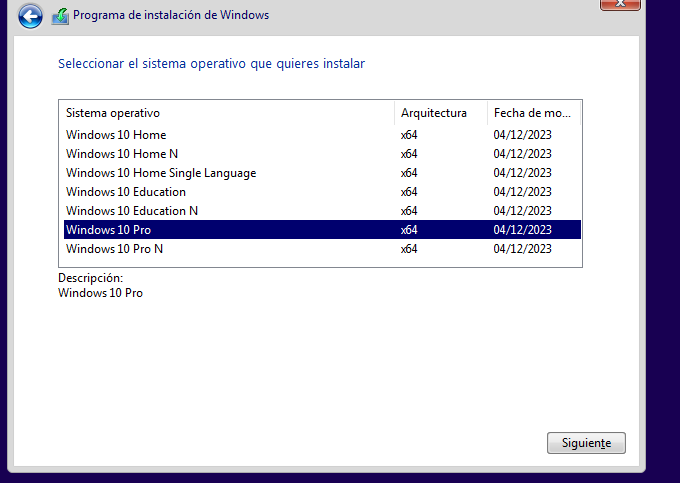 Programa de instalación de Windows
Seleccionar el sistema operativo que quieres instalar
Sistema operativo Arquitectura Fecha de mo...
Windows 10 Home x64 04/12/2023
Windows 10 Home N x64 04/12/2023
Windows 10 Home Single Language x64 04/12/2023
Windows 10 Education x64 04/12/2023
Windows 10 Education N x64 04/12/2023
Windows 10 Pro x64 04/12/2023
Windows 10 Pro N x64 04/12/2023
Descripción:
Windows 10 Pro
Siguiente